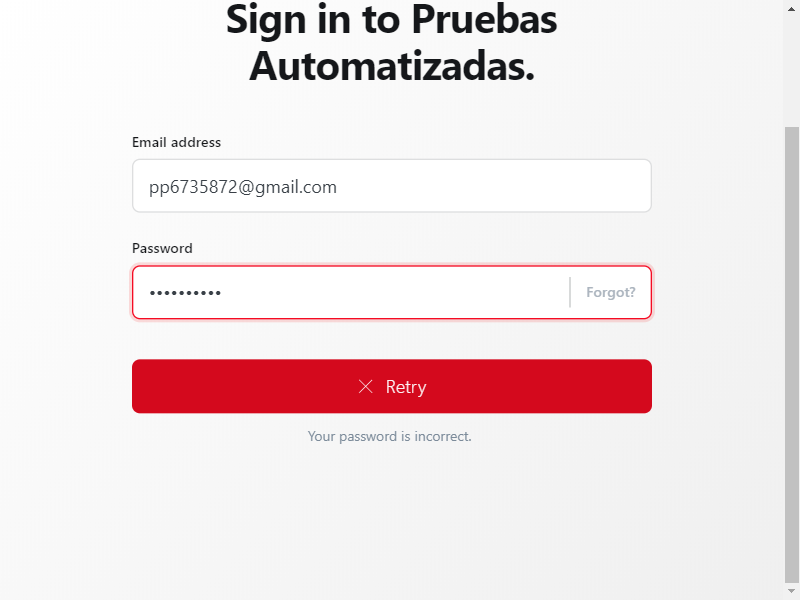 Sign in to Pruebas
Automatizadas.
Email address
pp6735872@gmail.com
Password
••••••••••
Forgot?
Retry
Your password is incorrect.